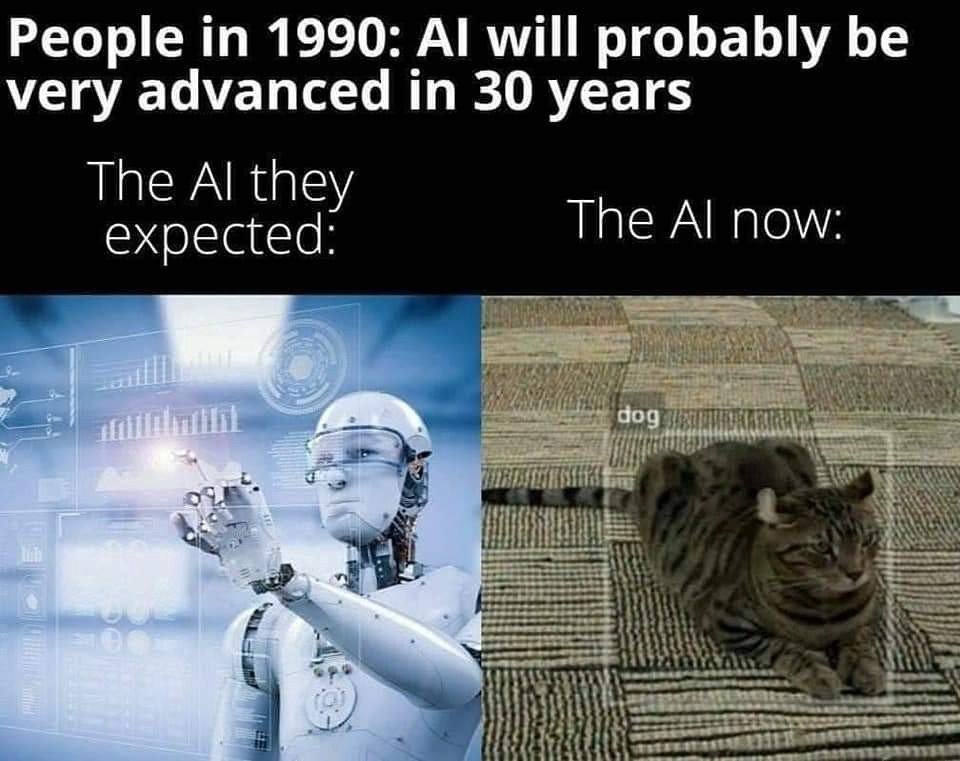 People in 1990: AI will probably be
very advanced in 30 years
The AI they
expected:
The AI now:
dog